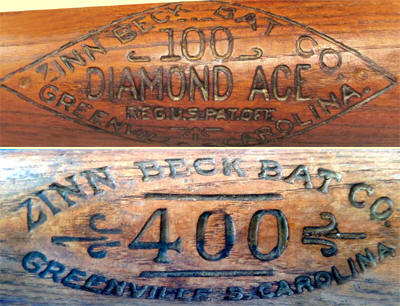 ZINN BECK BAT CO.
100
DIAMOND ACE
REG.U.S.PAT.OFF.
GREENVILLE S. CAROLINA.
ZINN BECK BAT CO.
400
GREENVILLE S. CAROLINA